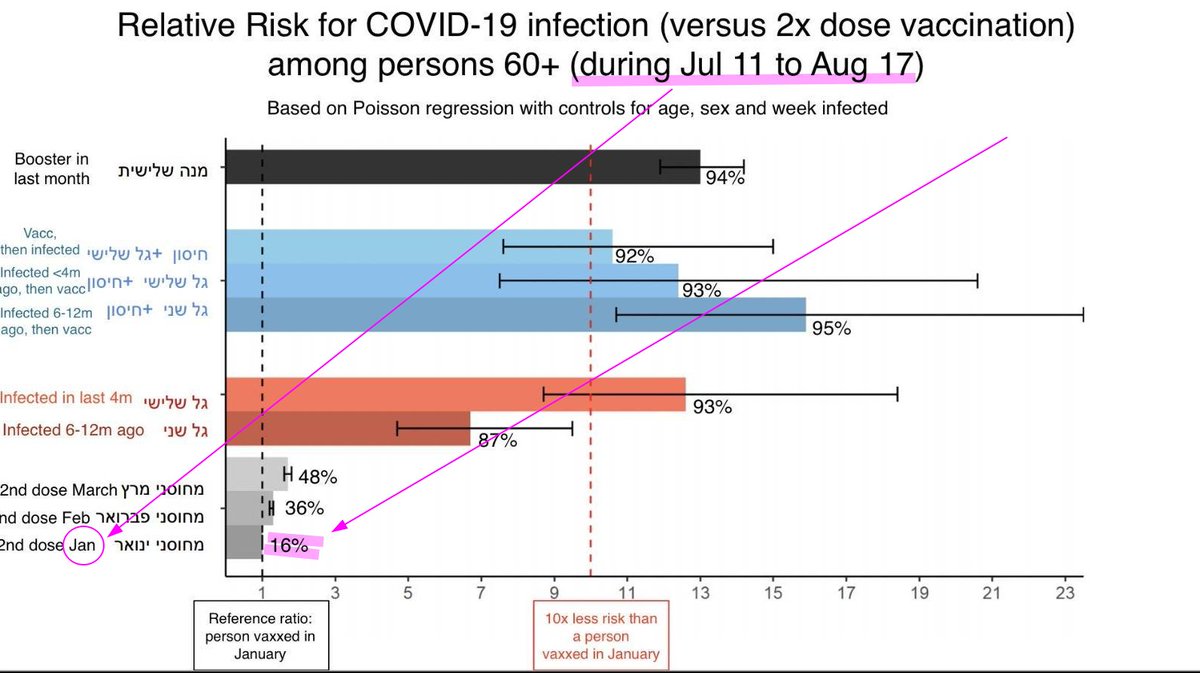 Relative Risk for COVID-19 infection (versus 2x dose vaccination)
among persons 60+ (during Jul 11 to Aug 17)
Based on Poisson regression with controls for age, sex and week infected
Booster in
last month
מנה שלישית
94%
Vacc,
then infected
חיסון +גל שלישי
92%
Infected <4m
ago, then vacc
גל שלישי +חיסון
93%
Infected 6-12m
ago, then vacc
גל שני +חיסון
95%
Infected in last 4m
גל שלישי
93%
Infected 6-12m ago
גל שני
87%
2nd dose March מחוסני מרץ
48%
nd dose Feb מחוסני פברואר
36%
2nd dose Jan מחוסני ינואר
16%
1 3 5 7 9 11 13 15 17 19 21 23
Reference ratio:
person vaxxed in
January
10x less risk than
a person
vaxxed in January